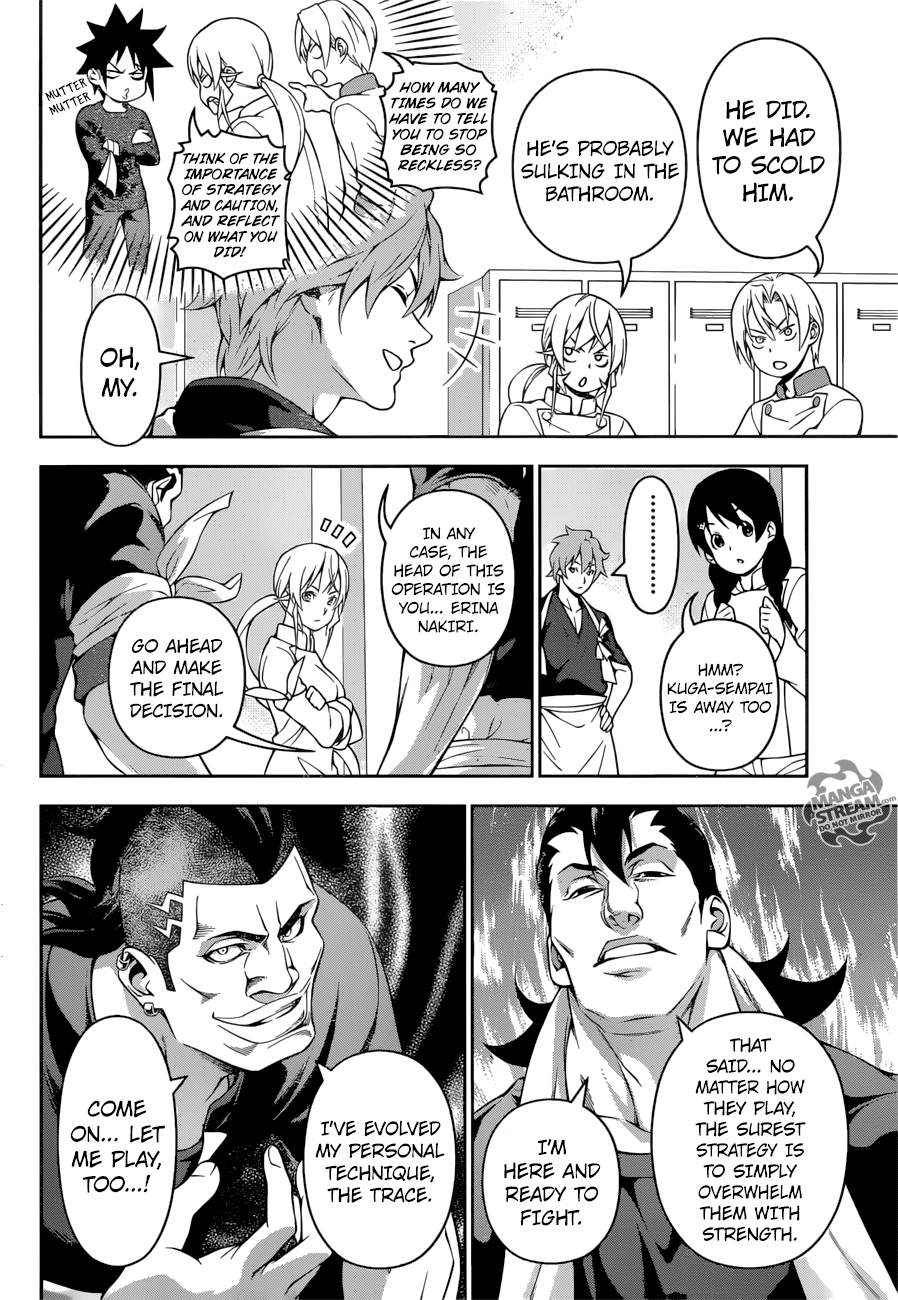 HE DID.
WE HAD
TO SCOLD
HIM.
HE'S PROBABLY
SULKING IN THE
BATHROOM.
HOW MANY
TIMES DO WE
HAVE TO TELL
YOU TO STOP
BEING SO
RECKLESS?
THINK OF THE
IMPORTANCE
OF STRATEGY
AND CAUTION,
AND REFLECT
ON WHAT YOU
DID!
MUTTER
MUTTER
OH,
MY.
HMM?
KUGA-SEMPAI
IS AWAY TOO
...?
..........
IN ANY
CASE, THE
HEAD OF THIS
OPERATION IS
YOU... ERINA
NAKIRI.
GO AHEAD
AND MAKE
THE FINAL
DECISION.
MANGA
STREAM.com
DO NOT MIRROR
THAT
SAID... NO
MATTER HOW
THEY PLAY,
THE SUREST
STRATEGY IS
TO SIMPLY
OVERWHELM
THEM WITH
STRENGTH.
I'M
HERE AND
READY TO
FIGHT.
I'VE EVOLVED
MY PERSONAL
TECHNIQUE,
THE TRACE.
COME
ON... LET
ME PLAY,
TOO...!